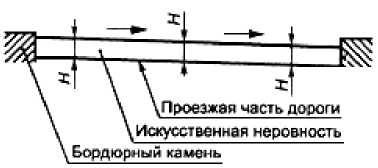 H
H
H
Проезжая часть дороги
Искусственная неровность
Бордюрный камень